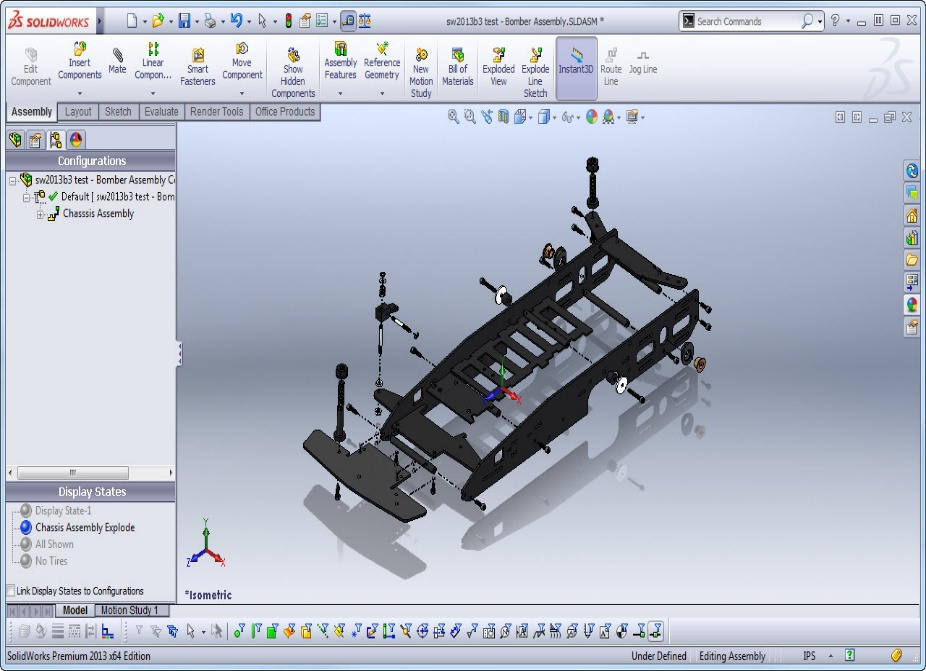 SOLIDWORKS
sw2013b3 test - Bomber Assembly.SLDASM *
Search Commands
Edit
Component
Insert
Components
Mate
Linear
Compon...
Smart
Fasteners
Move
Component
Show
Hidden
Components
Assembly
Features
Reference
Geometry
New
Motion
Study
Bill of
Materials
Exploded
View
Explode
Line
Sketch
Instant3D
Route
Line
Jog Line
Assembly
Layout
Sketch
Evaluate
Render Tools
Office Products
Configurations
sw2013b3 test - Bomber Assembly C
Default [ sw2013b3 test - Bom
Chasssis Assembly
Display States
Display State-1
Chassis Assembly Explode
All Shown
No Tires
Link Display States to Configurations
Y
Z
X
X
*Isometric
Model
Motion Study 1
SolidWorks Premium 2013 x64 Edition
Under Defined
Editing Assembly
IPS